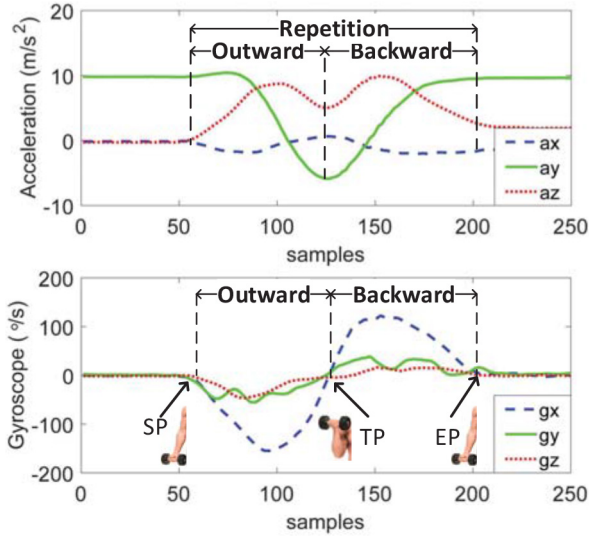 Repetition
Outward Backward
Acceleration (m/s²)
20
10
0
-10
ax
ay
az
0 50 100 150 200 250
samples
Outward Backward
Gyroscope ( °/s)
200
100
0
-100
-200
SP
TP
EP
gx
gy
gz
0 50 100 150 200 250
samples